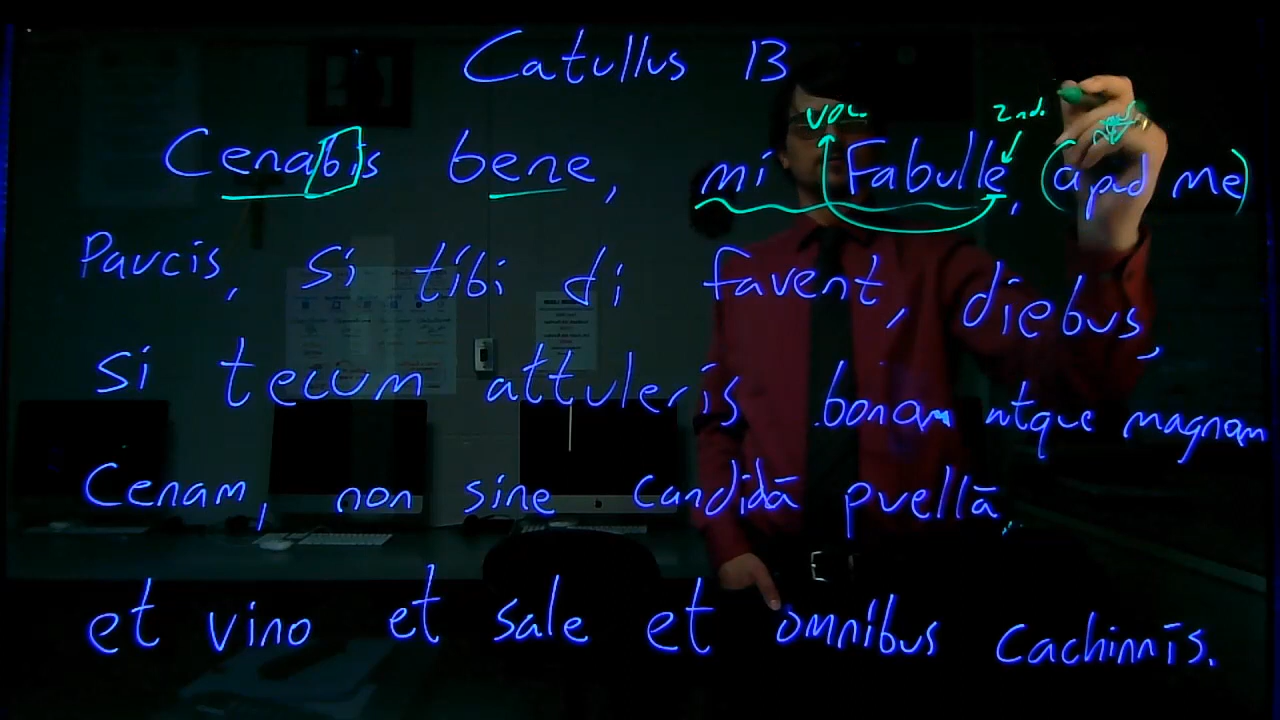 Catullus 13
voc.
2nd.
Cenabis bene, mi Fabulle, (apud me)
Paucis, si tibi di favent, diebus,
si tecum attuleris bonam atque magnam
Cenam, non sine candidā puellā,
et vino et sale et omnibus cachinnis.